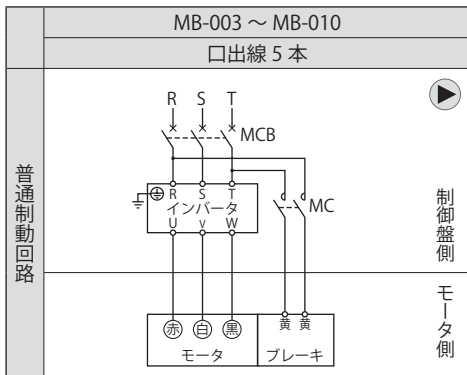 MB-003 ～ MB-010
口出線 5 本
普通制動回路
R S T
MCB
R S T
インバータ
U V W
MC
制御盤側
モータ側
赤 白 黒
黄 黄
モータ
ブレーキ